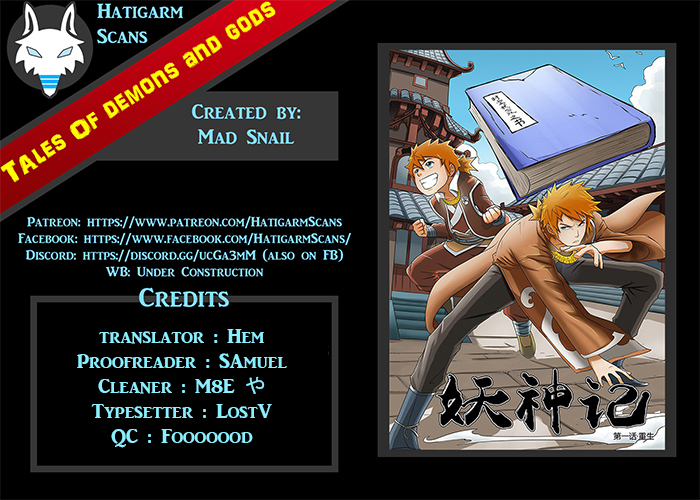 Hatigarm
Scans
Tales Of demons and gods
Created by:
Mad Snail
Patreon: https://www.patreon.com/HatigarmScans
Facebook: https://www.facebook.com/HatigarmScans/
Discord: https://discord.gg/ucGa3mM (also on FB)
WB: Under Construction
Credits
translator : Hem
Proofreader : SAmuel
Cleaner : M8E や
Typesetter : LostV
QC : Fooooood
妖神记
第一话·重生